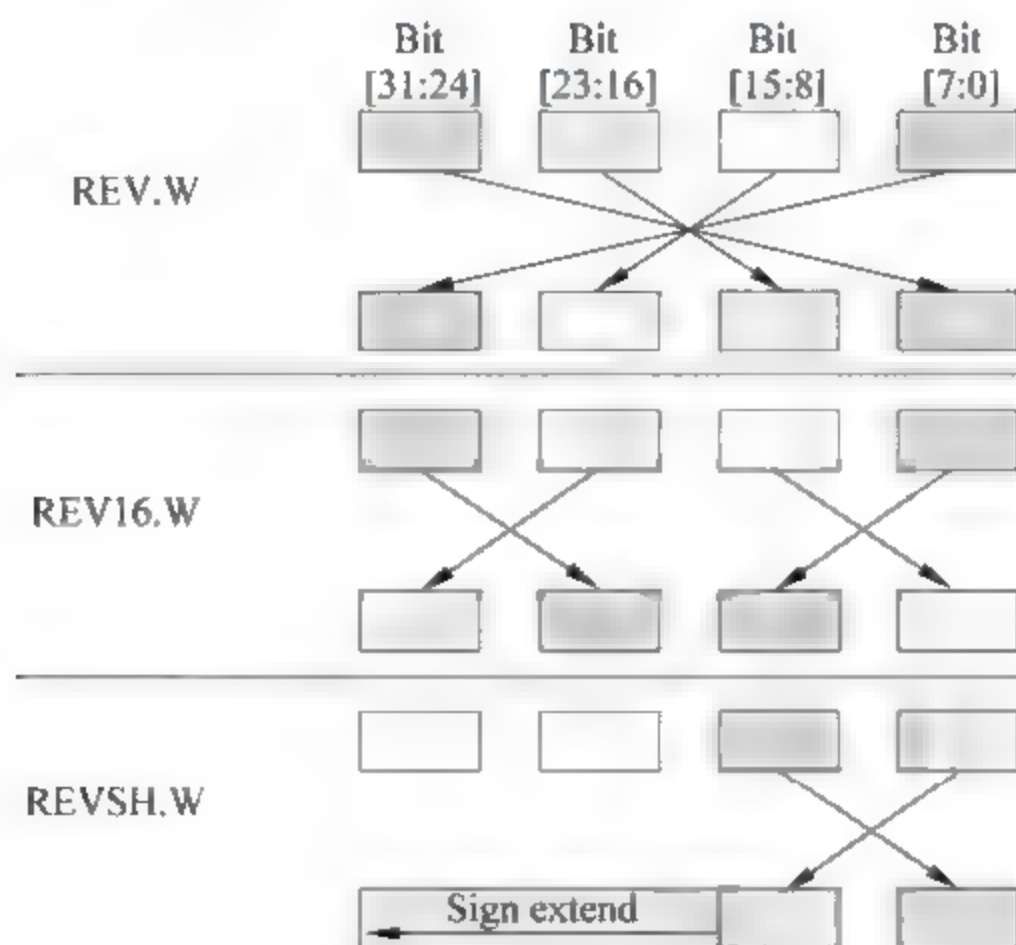 Bit Bit Bit Bit
[31:24] [23:16] [15:8] [7:0]
REV.W
REV16.W
REVSH.W
Sign extend